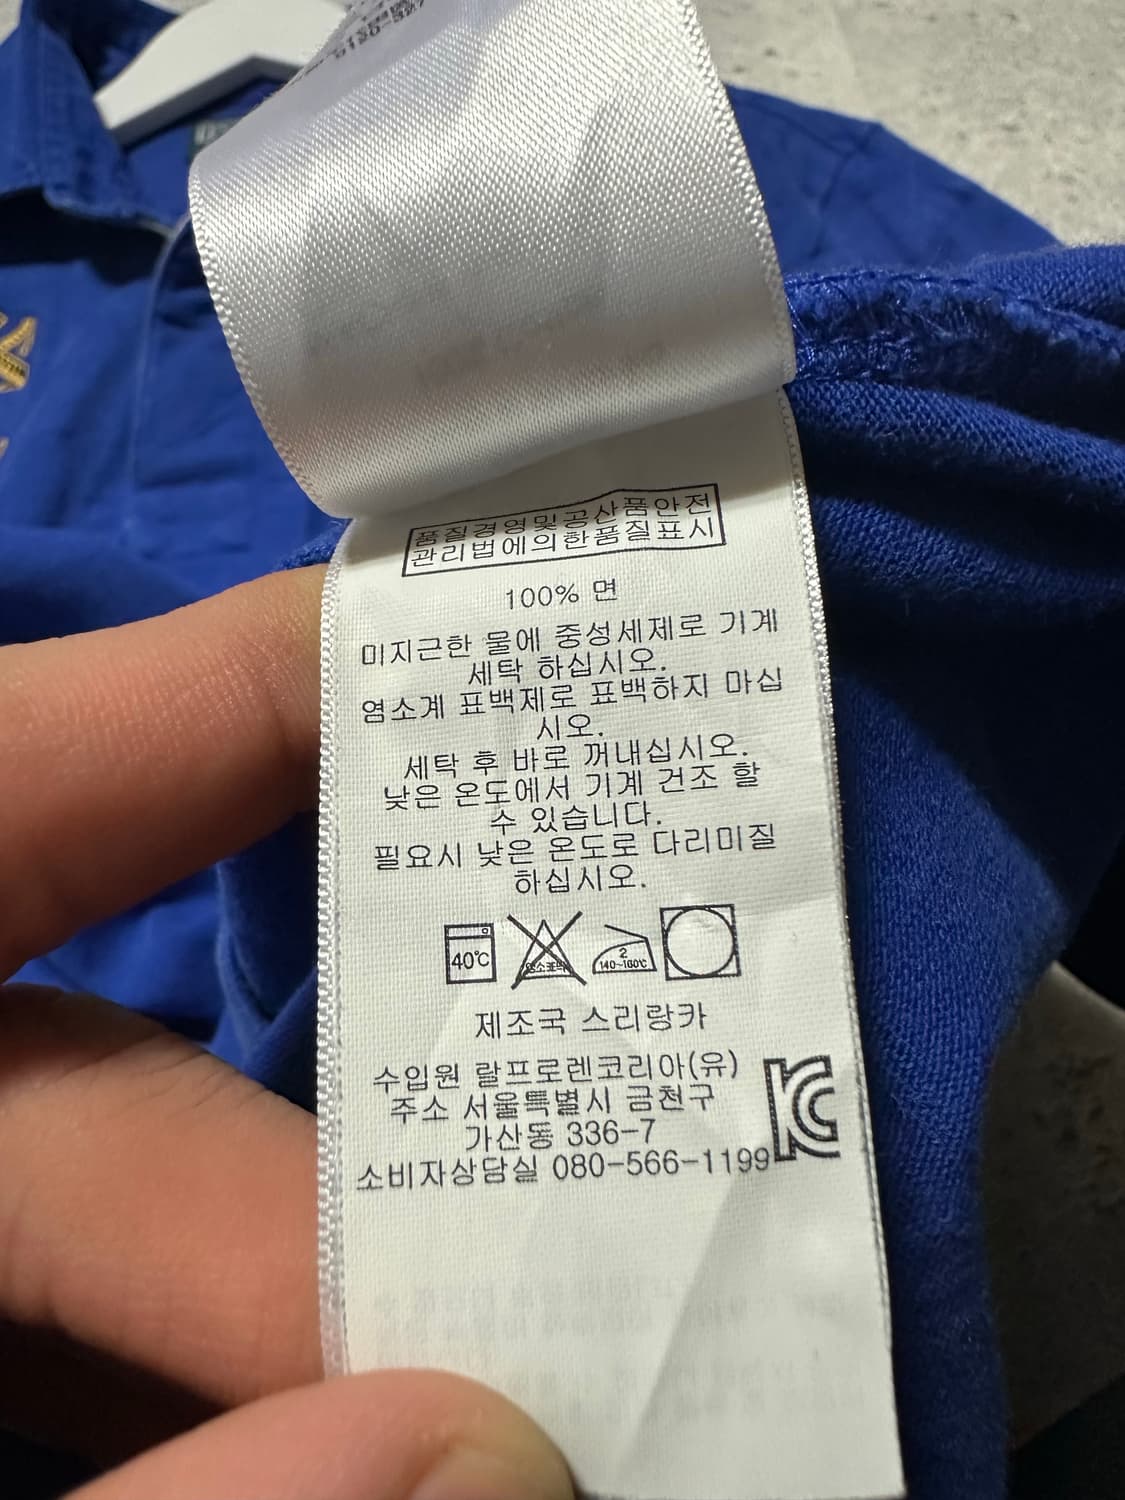 품질경영및공산품안전
관리법에의한품질표시
100% 면
미지근한 물에 중성세제로 기계
세탁 하십시오.
염소계 표백제로 표백하지 마십
시오.
세탁 후 바로 꺼내십시오.
낮은 온도에서 기계 건조 할
수 있습니다.
필요시 낮은 온도로 다리미질
하십시오.
40℃ 염소표백 2 140~160℃
제조국 스리랑카
수입원 랄프로렌코리아(유)
주소 서울특별시 금천구
가산동 336-7
소비자상담실 080-566-1199